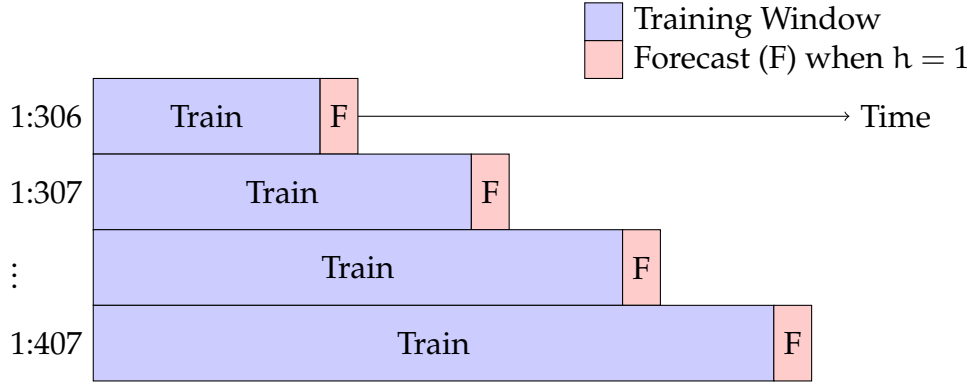 Training Window
Forecast (F) when h = 1
1:306 Train F Time
1:307 Train F
⋮ Train F
1:407 Train F